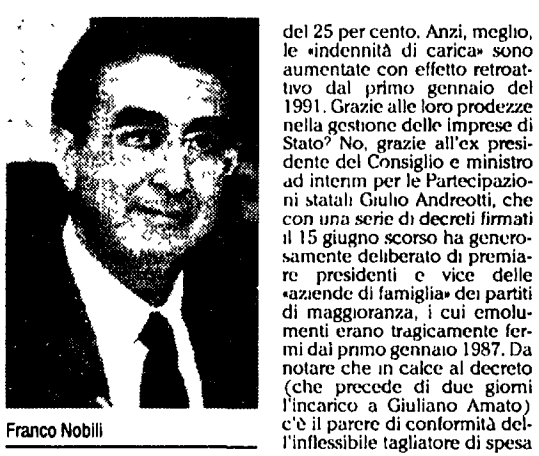 del 25 per cento. Anzi, meglio,
le «indennità di carica» sono
aumentate con effetto retroat-
tivo dal primo gennaio del
1991. Grazie alle loro prodezze
nella gestione delle imprese di
Stato? No, grazie all'ex presi-
dente del Consiglio e ministro
ad interim per le Partecipazio-
ni statali Giulio Andreotti, che
con una serie di decreti firmati
il 15 giugno scorso ha genero-
samente deliberato di premia-
re presidenti e vice delle
«aziende di famiglia» dei partiti
di maggioranza, i cui emolu-
menti erano tragicamente fer-
mi dal primo gennaio 1987. Da
notare che in calce al decreto
(che precede di due giorni
l'incarico a Giuliano Amato)
c'è il parere di conformità del-
l'inflessibile tagliatore di spesa
Franco Nobili